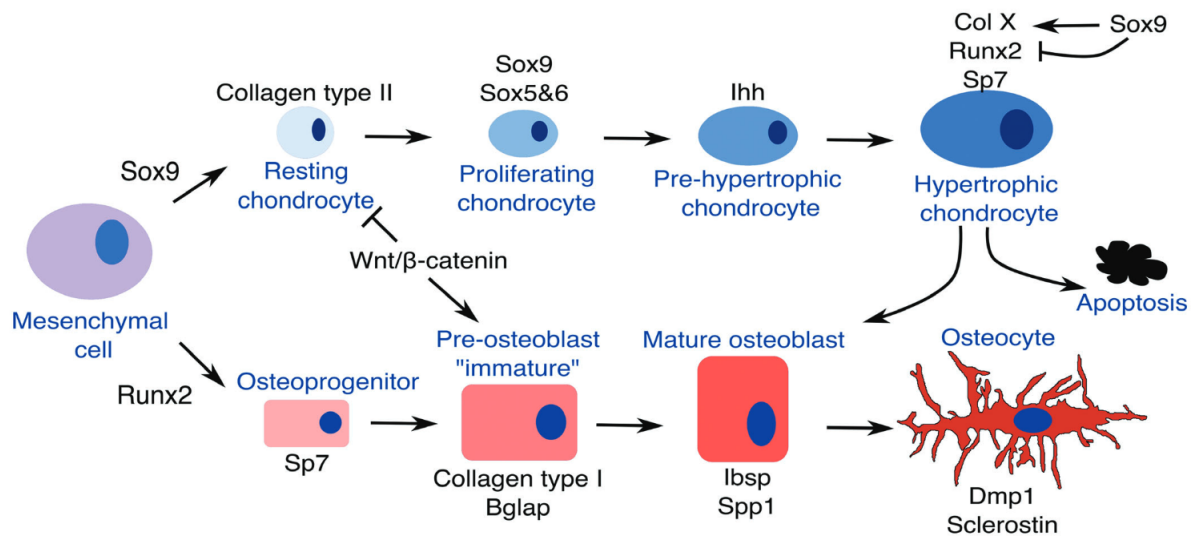 Col X
Sox9
Runx2
Sp7
Sox9
Sox5&6
Ihh
Collagen type II
Sox9
Resting
chondrocyte
Proliferating
chondrocyte
Pre-hypertrophic
chondrocyte
Hypertrophic
chondrocyte
Wnt/β-catenin
Apoptosis
Mesenchymal
cell
Runx2
Osteoprogenitor
Sp7
Pre-osteoblast
"immature"
Collagen type I
Bglap
Mature osteoblast
Ibsp
Spp1
Osteocyte
Dmp1
Sclerostin